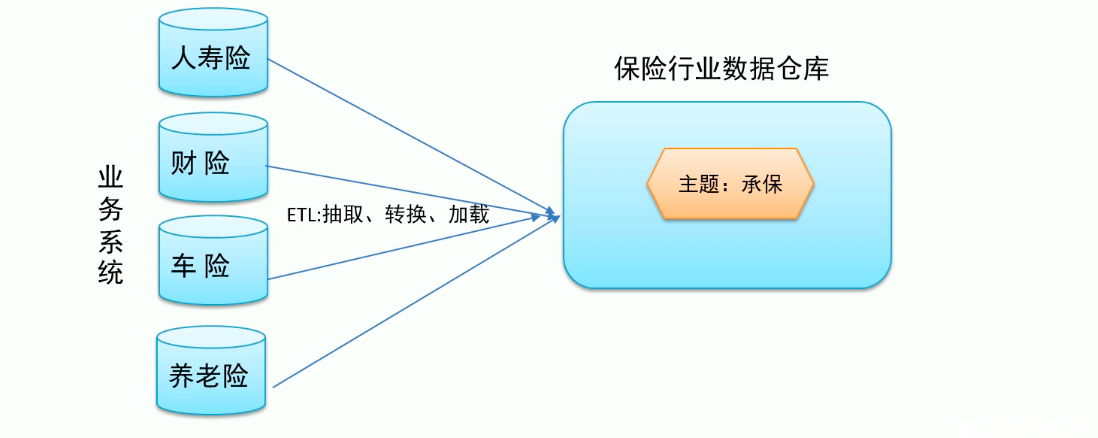 人寿险
保险行业数据仓库
财 险
主题：承保
业务系统
ETL:抽取、转换、加载
车 险
养老险